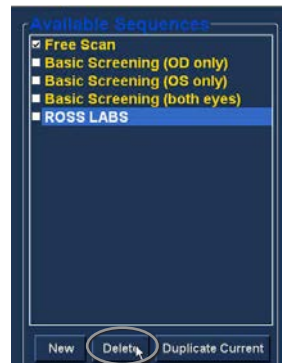 Available Sequences
Free Scan
Basic Screening (OD only)
Basic Screening (OS only)
Basic Screening (both eyes)
ROSS LABS
New Delete Duplicate Current